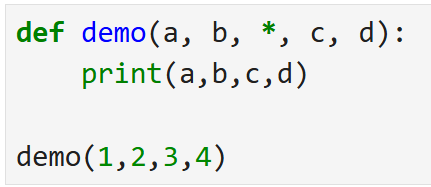 def demo(a, b, *, c, d):
    print(a,b,c,d)
demo(1,2,3,4)